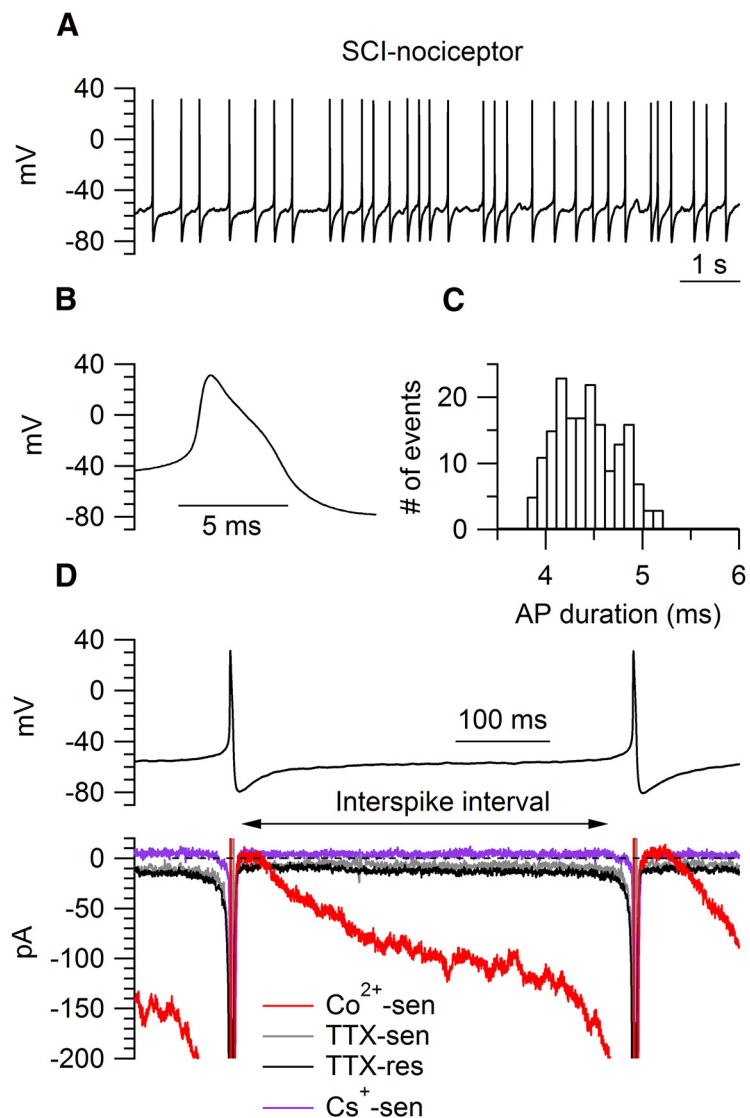 A
SCI-nociceptor
40
0
-40
-80
mV
1 s
B
40
0
-40
-80
mV
5 ms
C
20
10
0
# of events
4 5 6
AP duration (ms)
D
40
0
-40
-80
mV
100 ms
Interspike interval
0
-50
-100
-150
-200
pA
Co2+-sen
TTX-sen
TTX-res
Cs+-sen